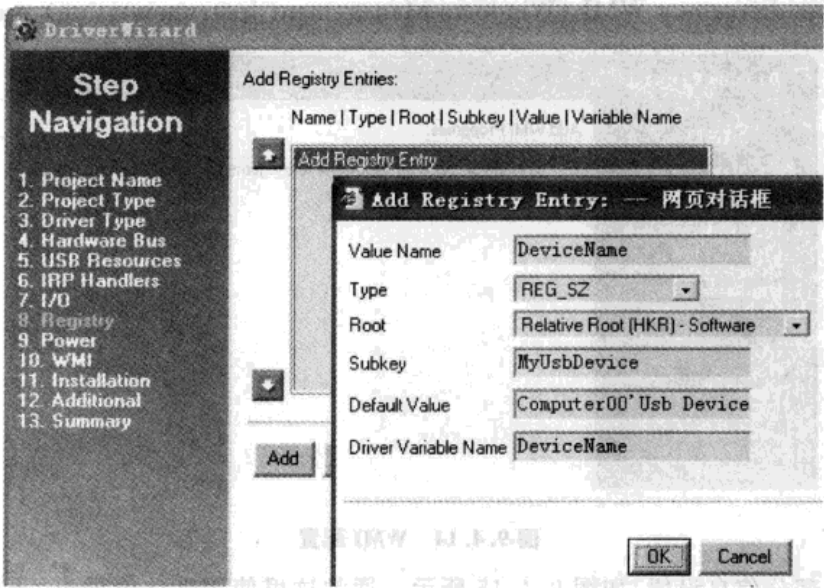 DriverWizard
Step
Navigation
1. Project Name
2. Project Type
3. Driver Type
4. Hardware Bus
5. USB Resources
6. IRP Handlers
7. I/O
8. Registry
9. Power
10. WMI
11. Installation
12. Additional
13. Summary
Add Registry Entries:
Name | Type | Root | Subkey | Value | Variable Name
Add Registry Entry
Add Registry Entry: -- 网页对话框
Value Name DeviceName
Type REG_SZ
Root Relative Root (HKR) - Software
Subkey MyUsbDevice
Default Value Computer00'Usb Device
Driver Variable Name DeviceName
Add
OK Cancel